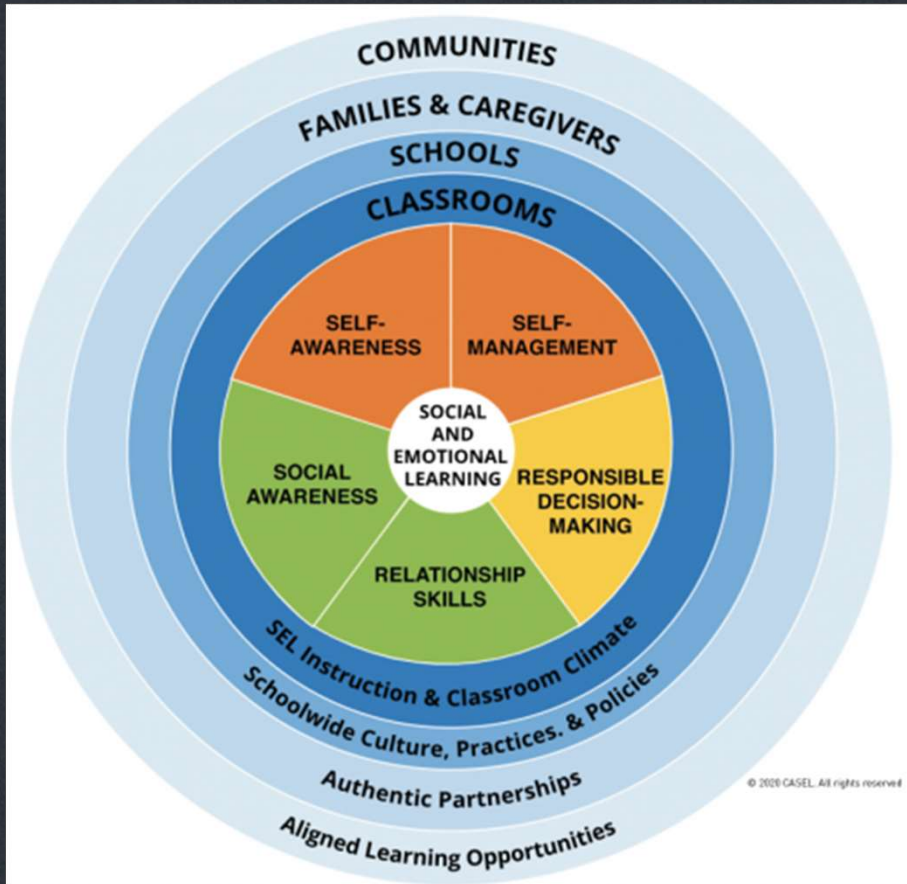 COMMUNITIES
FAMILIES & CAREGIVERS
SCHOOLS
CLASSROOMS
SELF-
AWARENESS
SELF-
MANAGEMENT
SOCIAL
AND
EMOTIONAL
LEARNING
SOCIAL
AWARENESS
RESPONSIBLE
DECISION-
MAKING
RELATIONSHIP
SKILLS
SEL Instruction & Classroom Climate
Schoolwide Culture, Practices. & Policies
Authentic Partnerships
Aligned Learning Opportunities
© 2020 CASEL. All rights reserved